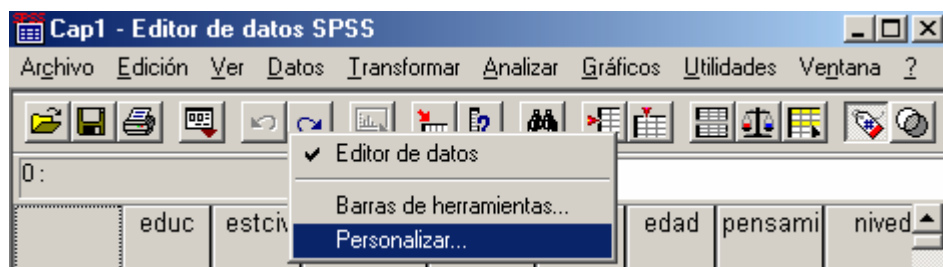 SPSS Cap1 - Editor de datos SPSS
Archivo Edición Ver Datos Transformar Analizar Gráficos Utilidades Ventana ?
Editor de datos
0:
Barras de herramientas...
educ edad pensami nived
Personalizar...